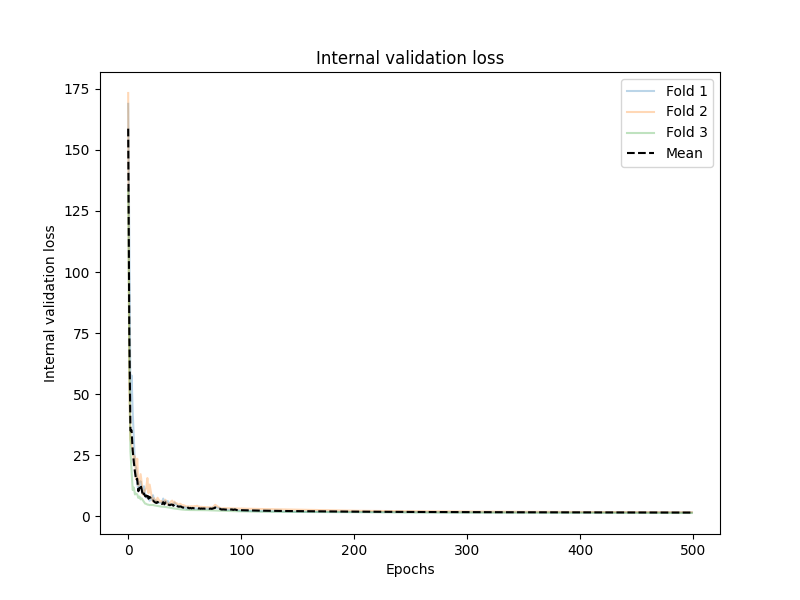 Internal validation loss
Fold 1
Fold 2
Fold 3
Mean
Internal validation loss
175
150
125
100
75
50
25
0
0 100 200 300 400 500
Epochs